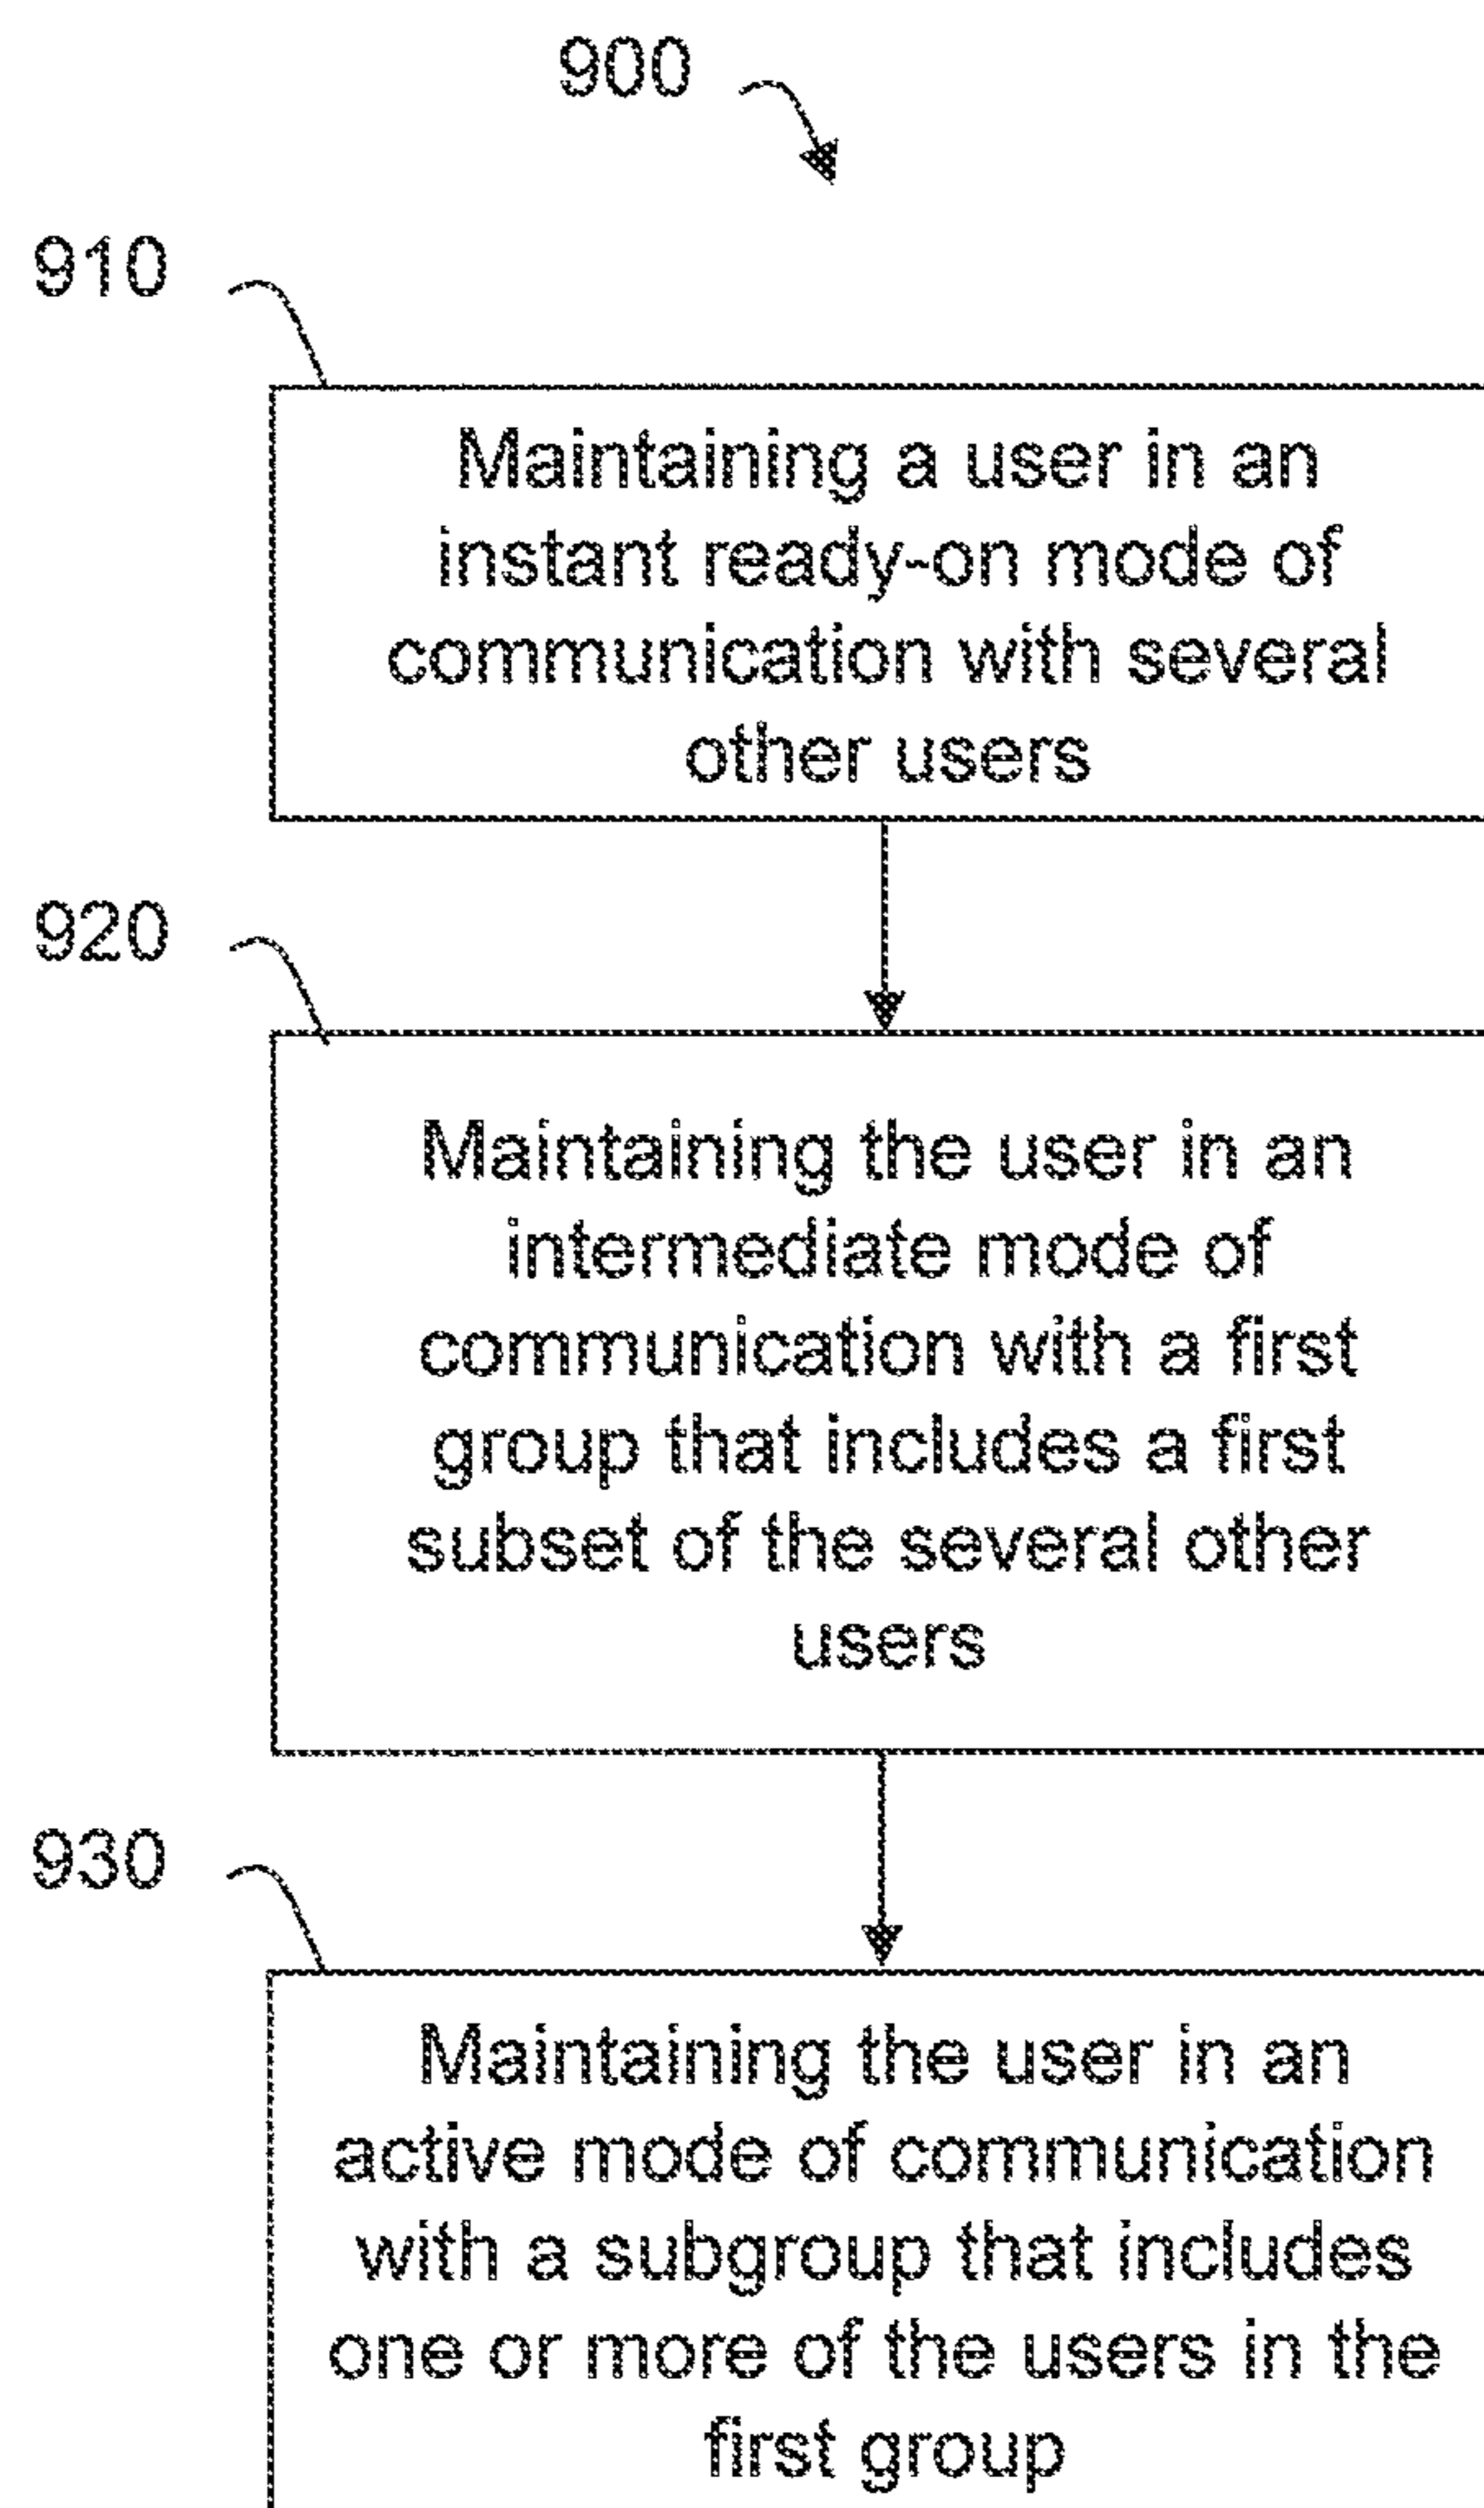 900
910
Maintaining a user in an
instant ready-on mode of
communication with several
other users
920
Maintaining the user in an
intermediate mode of
communication with a first
group that includes a first
subset of the several other
users
930
Maintaining the user in an
active mode of communication
with a subgroup that includes
one or more of the users in the
first group